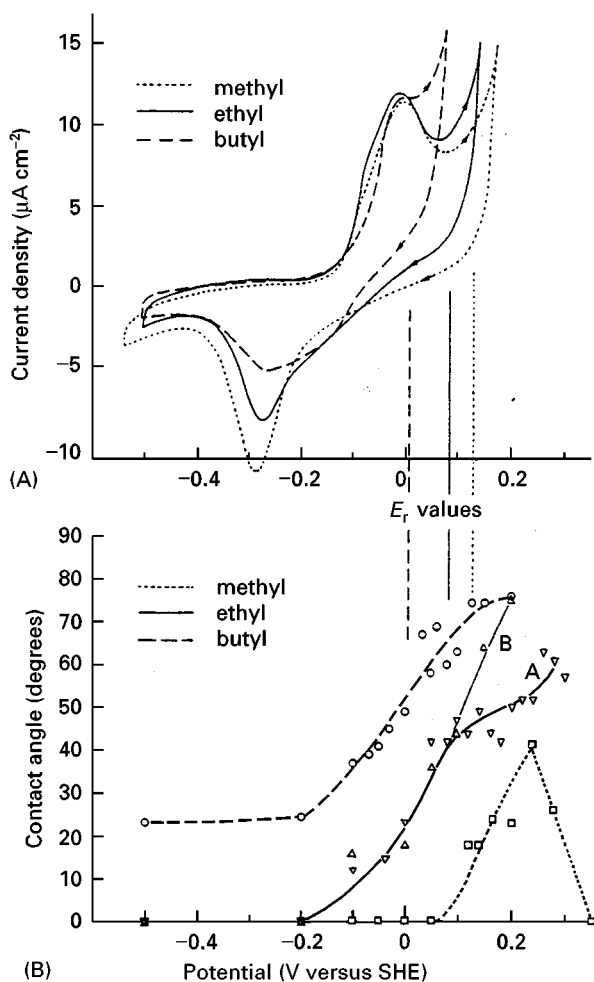 15
10
5
0
−5
−10
Current density (μA cm⁻²)
methyl
ethyl
butyl
(A)
−0.4
−0.2
0
0.2
Eᵣ values
90
80
70
60
50
40
30
20
10
0
Contact angle (degrees)
methyl
ethyl
butyl
B
A
−0.4
−0.2
0
0.2
(B)
Potential (V versus SHE)